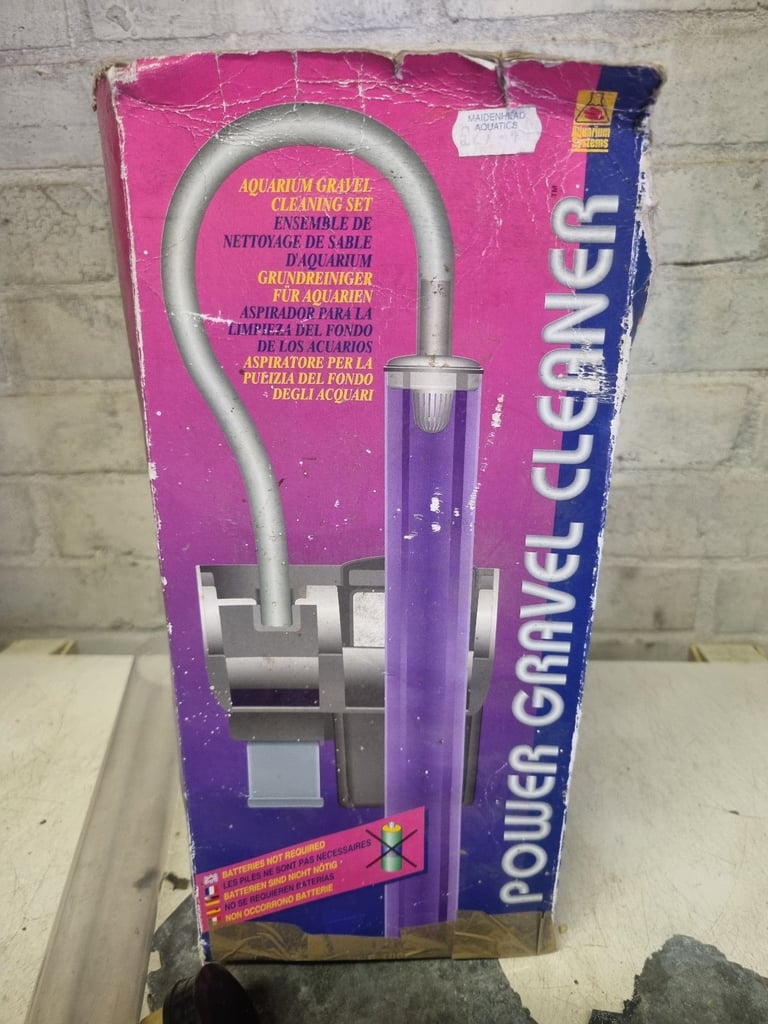 MAIDENHEAD
AQUATICS
Aquarium
Systems
AQUARIUM GRAVEL
CLEANING SET
ENSEMBLE DE
NETTOYAGE DE SABLE
D'AQUARIUM
GRUNDREINIGER
FÜR AQUARIEN
ASPIRADOR PARA LA
LIMPIEZA DEL FONDO
DE LOS ACUARIOS
ASPIRATORE PER LA
PULIZIA DEL FONDO
DEGLI ACQUARI
POWER GRAVEL CLEANER™
BATTERIES NOT REQUIRED
LES PILES NE SONT PAS NECESSAIRES
BATTERIEN SIND NICHT NÖTIG
NO SE REQUIEREN BATERIAS
NON OCCORRONO BATTERIE